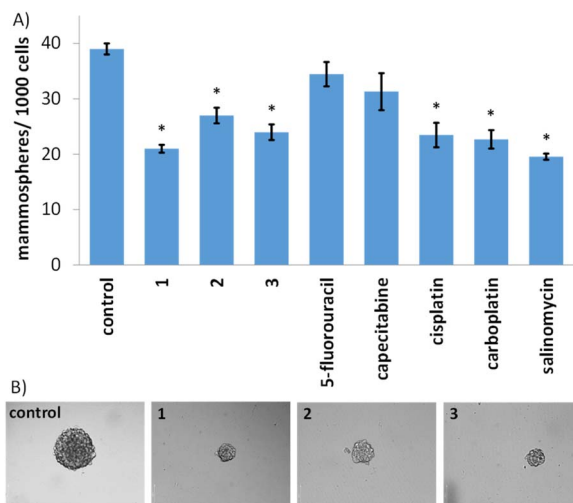 A)
mammospheres/ 1000 cells
40
30
20
10
0
* * * * * *
control
1
2
3
5-fluorouracil
capecitabine
cisplatin
carboplatin
salinomycin
B)
control
1
2
3